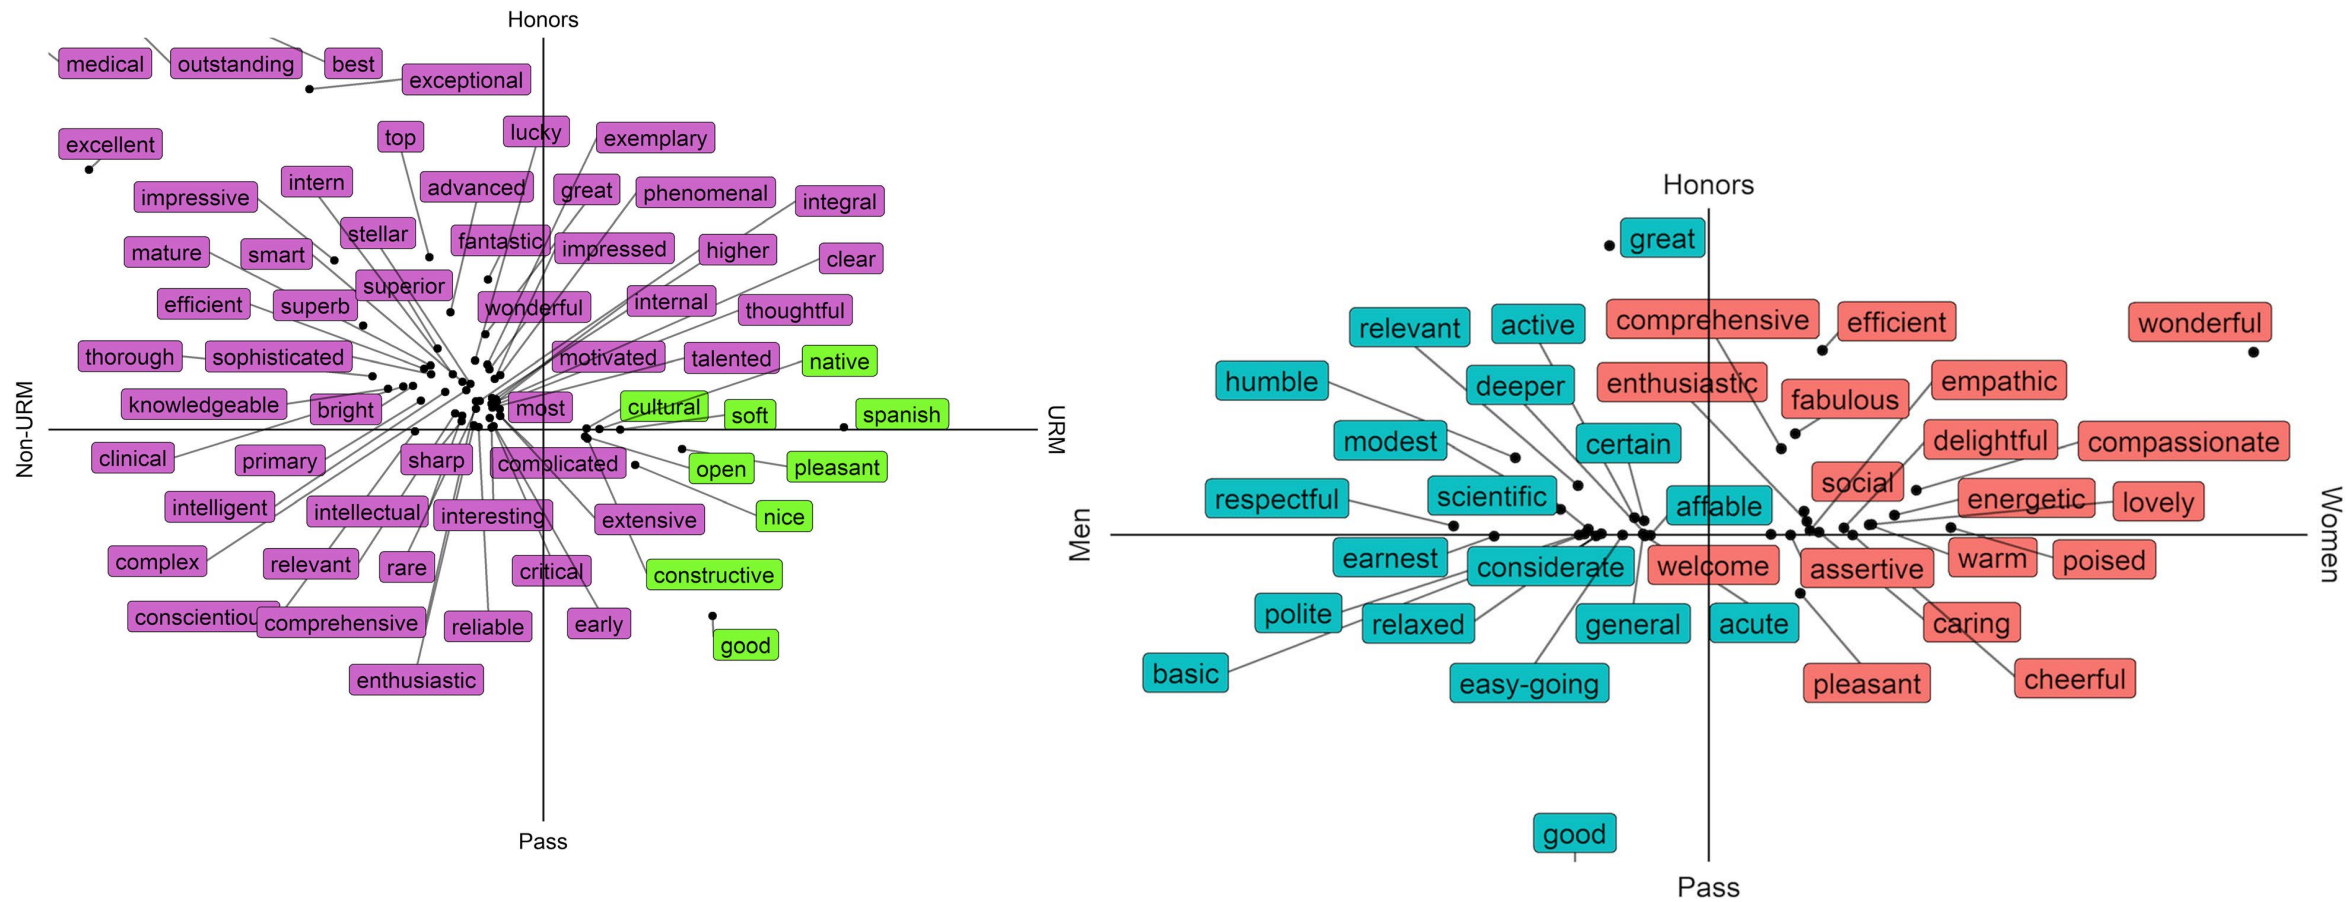 Honors
medical
outstanding
best
exceptional
lucky
exemplary
top
excellent
intern
advanced
great
phenomenal
impressive
integral
stellar
fantastic
impressed
higher
mature
smart
clear
superior
efficient
superb
wonderful
internal
thoughtful
thorough
sophisticated
motivated
talented
native
knowledgeable
bright
most
cultural
soft
spanish
Non-URM
URM
clinical
primary
sharp
complicated
open
pleasant
intelligent
intellectual
interesting
extensive
nice
complex
relevant
rare
critical
constructive
conscientiou
comprehensive
reliable
early
good
enthusiastic
Pass
Honors
great
relevant
active
comprehensive
efficient
wonderful
humble
deeper
enthusiastic
fabulous
empathic
modest
certain
delightful
compassionate
respectful
scientific
affable
social
energetic
lovely
Men
Women
earnest
considerate
welcome
assertive
warm
poised
polite
relaxed
general
acute
caring
basic
easy-going
pleasant
cheerful
good
Pass